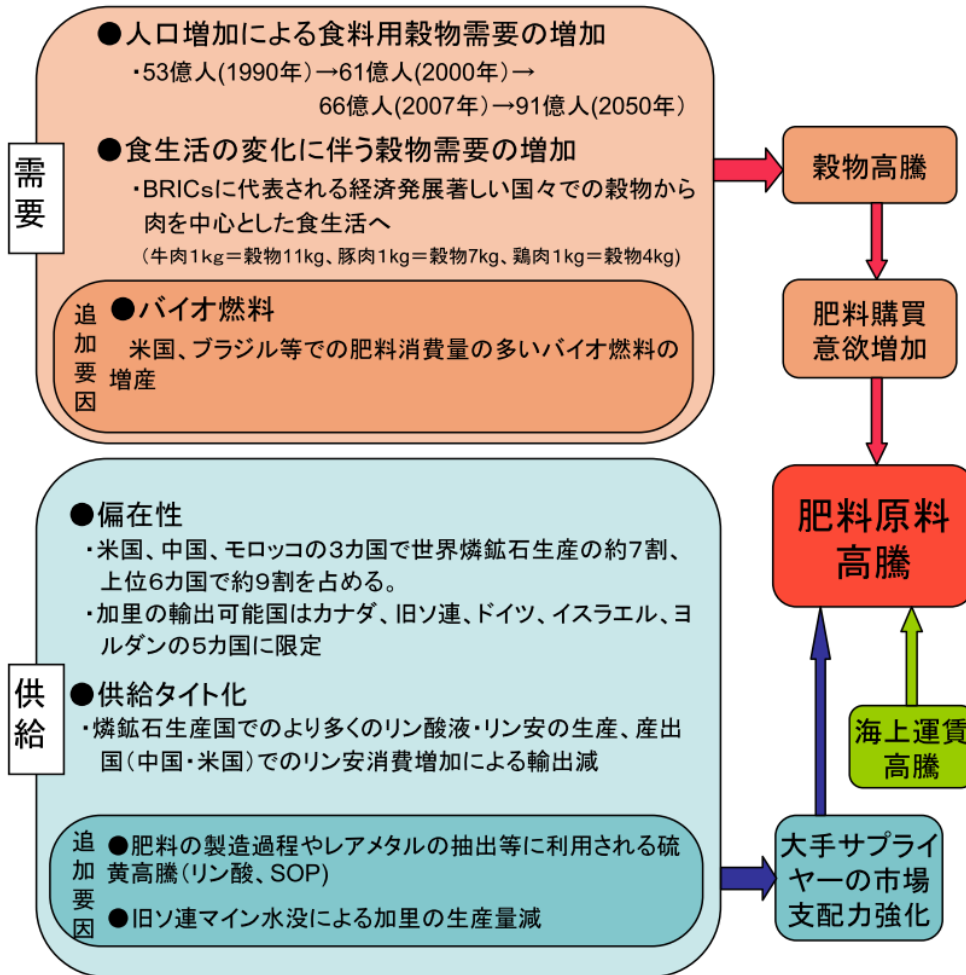 需要
●人口増加による食料用穀物需要の増加
・53億人(1990年)→61億人(2000年)→
66億人(2007年)→91億人(2050年)
●食生活の変化に伴う穀物需要の増加
・BRICsに代表される経済発展著しい国々での穀物から
肉を中心とした食生活へ
(牛肉1kg=穀物11kg、豚肉1kg=穀物7kg、鶏肉1kg=穀物4kg)
追加要因
●バイオ燃料
米国、ブラジル等での肥料消費量の多いバイオ燃料の
増産
穀物高騰
肥料購買
意欲増加
肥料原料
高騰
供給
●偏在性
・米国、中国、モロッコの3カ国で世界燐鉱石生産の約7割、
上位6カ国で約9割を占める。
・加里の輸出可能国はカナダ、旧ソ連、ドイツ、イスラエル、ヨ
ルダンの5カ国に限定
●供給タイト化
・燐鉱石生産国でのより多くのリン酸液・リン安の生産、産出
国(中国・米国)でのリン安消費増加による輸出減
追加要因
●肥料の製造過程やレアメタルの抽出等に利用される硫
黄高騰(リン酸、SOP)
●旧ソ連マイン水没による加里の生産量減
海上運賃
高騰
大手サプライ
ヤーの市場
支配力強化